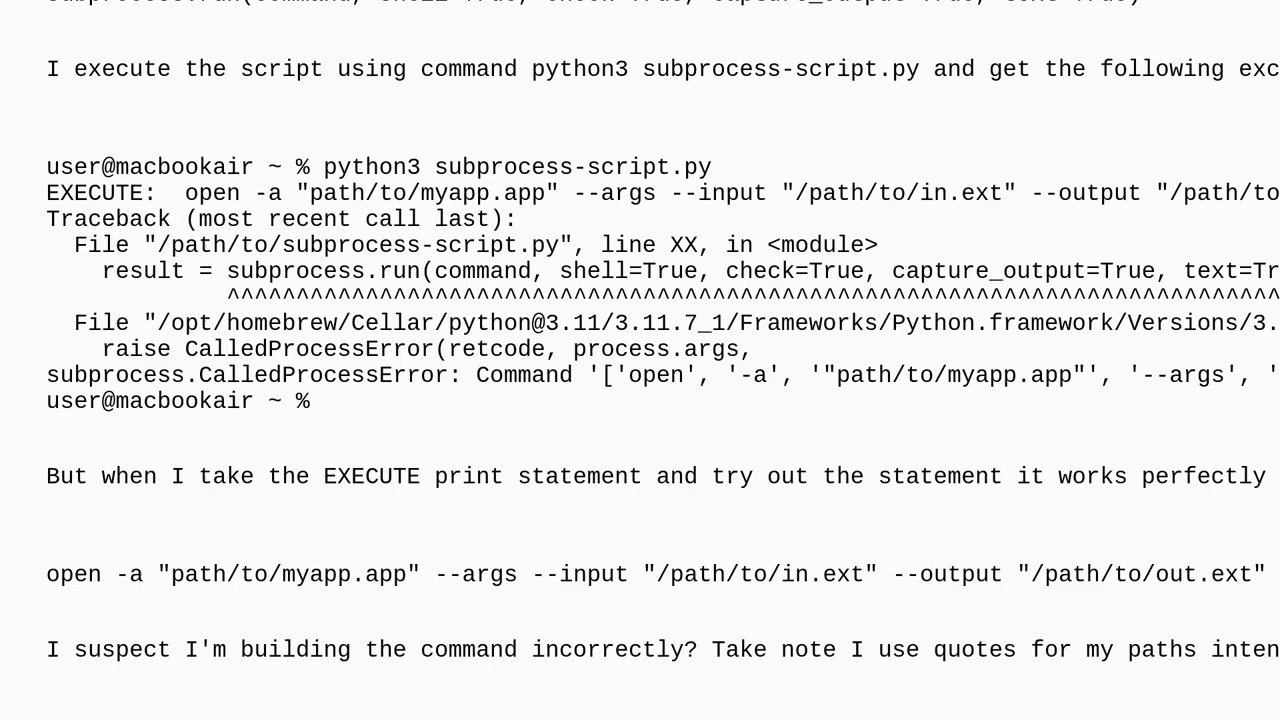 I execute the script using command python3 subprocess-script.py and get the following exc
user@macbookair ~ % python3 subprocess-script.py
EXECUTE:  open -a "path/to/myapp.app" --args --input "/path/to/in.ext" --output "/path/to
Traceback (most recent call last):
  File "/path/to/subprocess-script.py", line XX, in <module>
    result = subprocess.run(command, shell=True, check=True, capture_output=True, text=Tr
             ^^^^^^^^^^^^^^^^^^^^^^^^^^^^^^^^^^^^^^^^^^^^^^^^^^^^^^^^^^^^^^^^^^^^^^^^^^^^
  File "/opt/homebrew/Cellar/python@3.11/3.11.7_1/Frameworks/Python.framework/Versions/3.
    raise CalledProcessError(retcode, process.args,
subprocess.CalledProcessError: Command '['open', '-a', '"path/to/myapp.app"', '--args', '
user@macbookair ~ %
But when I take the EXECUTE print statement and try out the statement it works perfectly
open -a "path/to/myapp.app" --args --input "/path/to/in.ext" --output "/path/to/out.ext"
I suspect I'm building the command incorrectly? Take note I use quotes for my paths inten